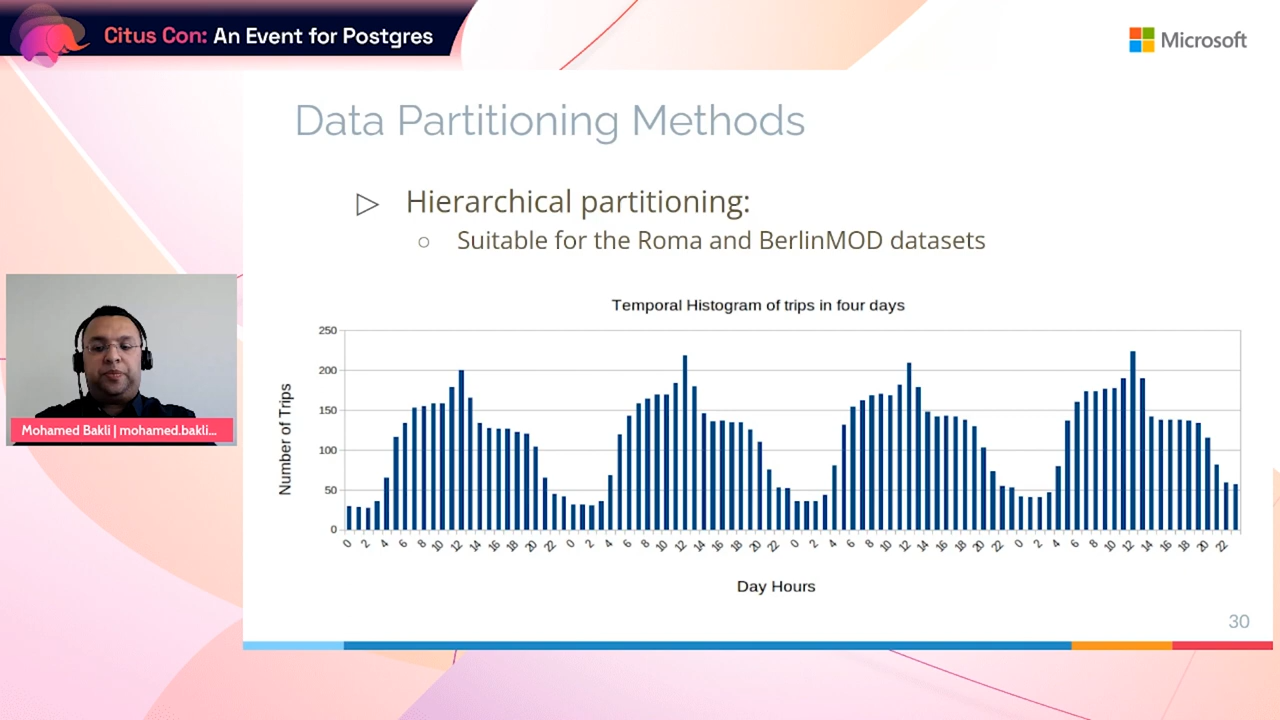 Citus Con: An Event for Postgres
Microsoft
Data Partitioning Methods
Hierarchical partitioning:
Suitable for the Roma and BerlinMOD datasets
Temporal Histogram of trips in four days
Number of Trips
250
200
150
100
50
0
0 2 4 6 8 10 12 14 16 18 20 22 0 2 4 6 8 10 12 14 16 18 20 22 0 2 4 6 8 10 12 14 16 18 20 22 0 2 4 6 8 10 12 14 16 18 20 22
Day Hours
30
Mohamed Bakli | mohamed.bakli...